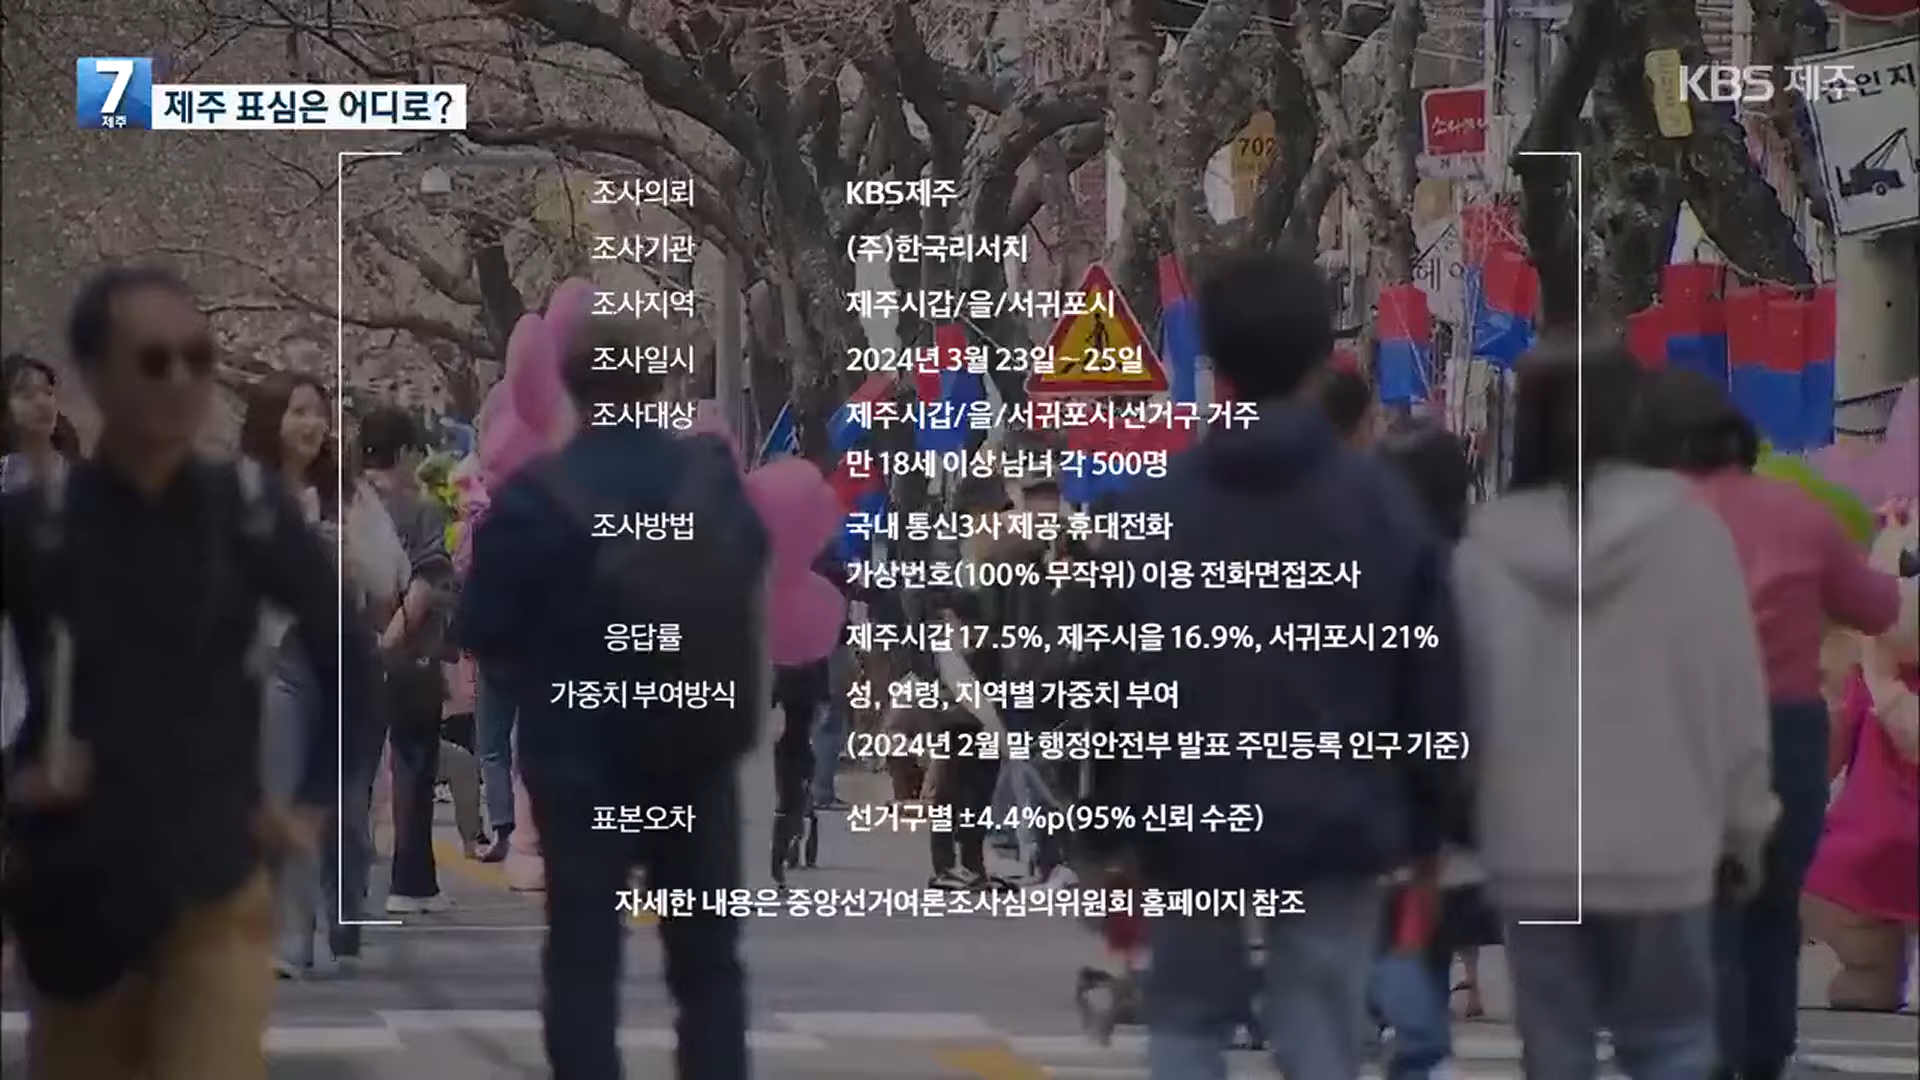 7
제주
제주 표심은 어디로?
KBS 제주
702
조사의뢰 KBS제주
조사기관 (주)한국리서치
조사지역 제주시갑/을/서귀포시
조사일시 2024년 3월 23일~25일
조사대상 제주시갑/을/서귀포시 선거구 거주
만 18세 이상 남녀 각 500명
조사방법 국내 통신3사 제공 휴대전화
가상번호(100% 무작위) 이용 전화면접조사
응답률 제주시갑 17.5%, 제주시을 16.9%, 서귀포시 21%
가중치 부여방식 성, 연령, 지역별 가중치 부여
(2024년 2월 말 행정안전부 발표 주민등록 인구 기준)
표본오차 선거구별 ±4.4%p(95% 신뢰 수준)
자세한 내용은 중앙선거여론조사심의위원회 홈페이지 참조